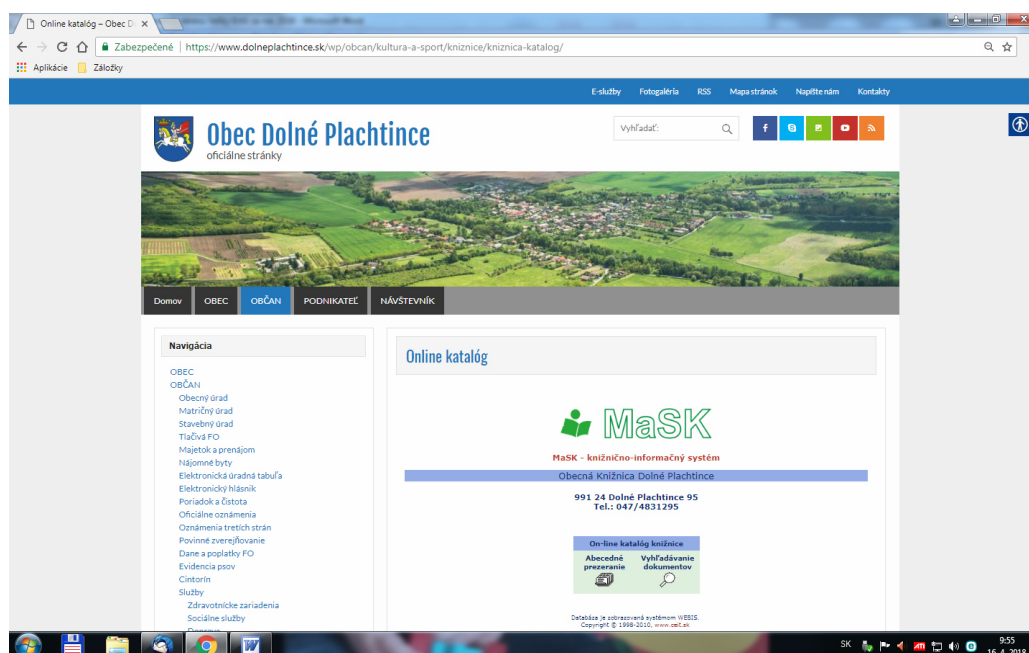 Online katalóg – Obec D
Zabezpečené | https://www.dolneplachtince.sk/wp/obcan/kultura-a-sport/kniznice/kniznica-katalog/
Aplikácie Záložky
E-služby Fotogaléria RSS Mapa stránok Napíšte nám Kontakty
Obec Dolné Plachtince
oficiálne stránky
Vyhľadať:
Domov OBEC OBČAN PODNIKATEĽ NÁVŠTEVNÍK
Navigácia
OBEC
OBČAN
Obecný úrad
Matričný úrad
Stavebný úrad
Tlačivá FO
Majetok a prenájom
Nájomné byty
Elektronická úradná tabuľa
Elektronický hlásnik
Poriadok a čistota
Oficiálne oznámenia
Oznámenia tretích strán
Povinné zverejňovanie
Dane a poplatky FO
Evidencia psov
Cintorín
Služby
Zdravotnícke zariadenia
Sociálne služby
Online katalóg
MaSK
MaSK - knižnično-informačný systém
Obecná Knižnica Dolné Plachtince
991 24 Dolné Plachtince 95
Tel.: 047/4831295
On-line katalóg knižnice
Abecedné prezeranie
Vyhľadávanie dokumentov
Databáza je zobrazovaná systémom WEBIS.
Copyright © 1998-2010, www.ceit.sk
SK
9:55
16. 4. 2018